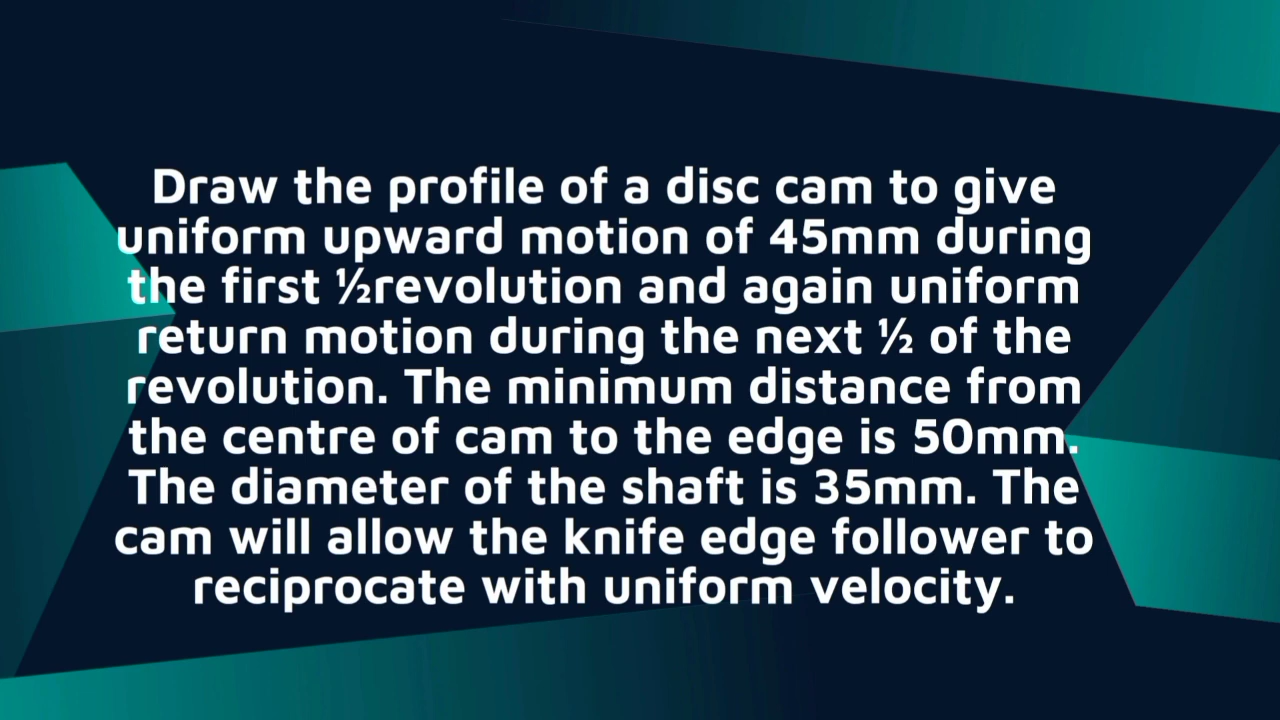 Draw the profile of a disc cam to give
uniform upward motion of 45mm during
the first ½revolution and again uniform
return motion during the next ½ of the
revolution. The minimum distance from
the centre of cam to the edge is 50mm.
The diameter of the shaft is 35mm. The
cam will allow the knife edge follower to
reciprocate with uniform velocity.